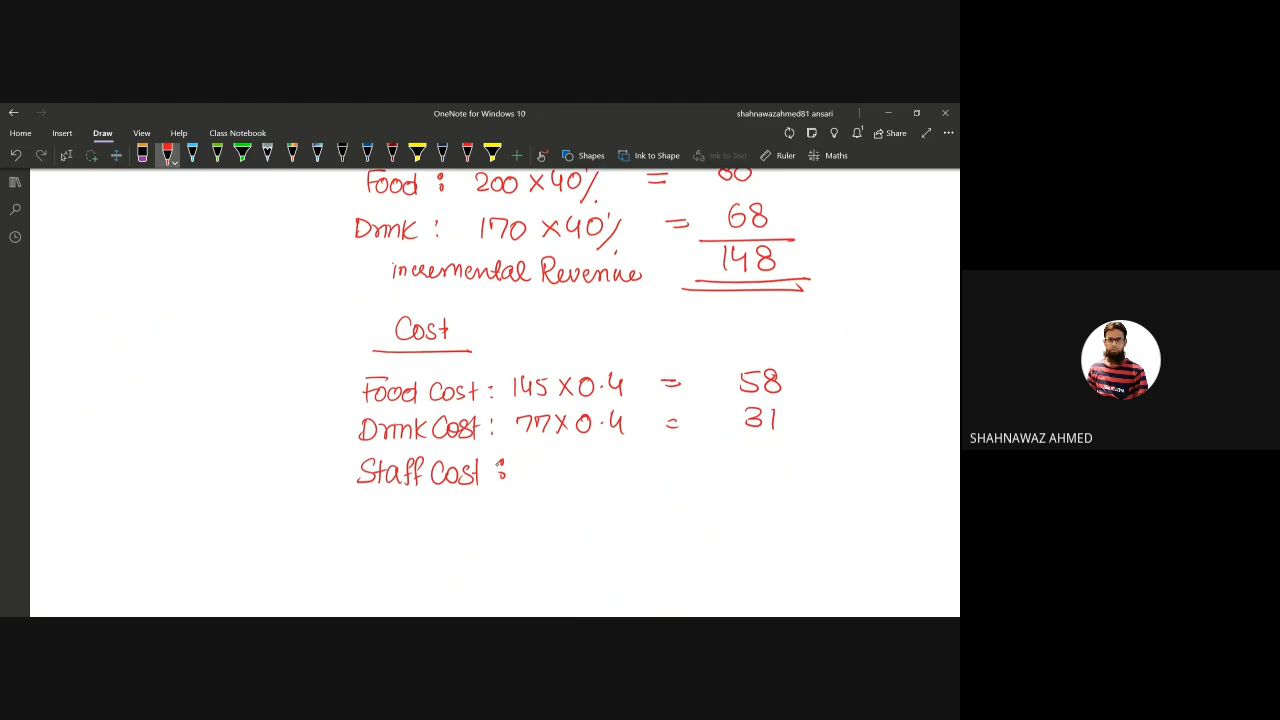 OneNote for Windows 10
shahnawazahmed81 ansari
Home Insert Draw View Help Class Notebook Share
Shapes Ink to Shape Ink to Text Ruler Maths
Food : 200 × 40% = 80
Drink : 170 × 40% = 68
incremental Revenue 148
Cost
Food Cost : 145 × 0.4 = 58
Drink Cost : 77 × 0.4 = 31
Staff Cost :
SHAHNAWAZ AHMED